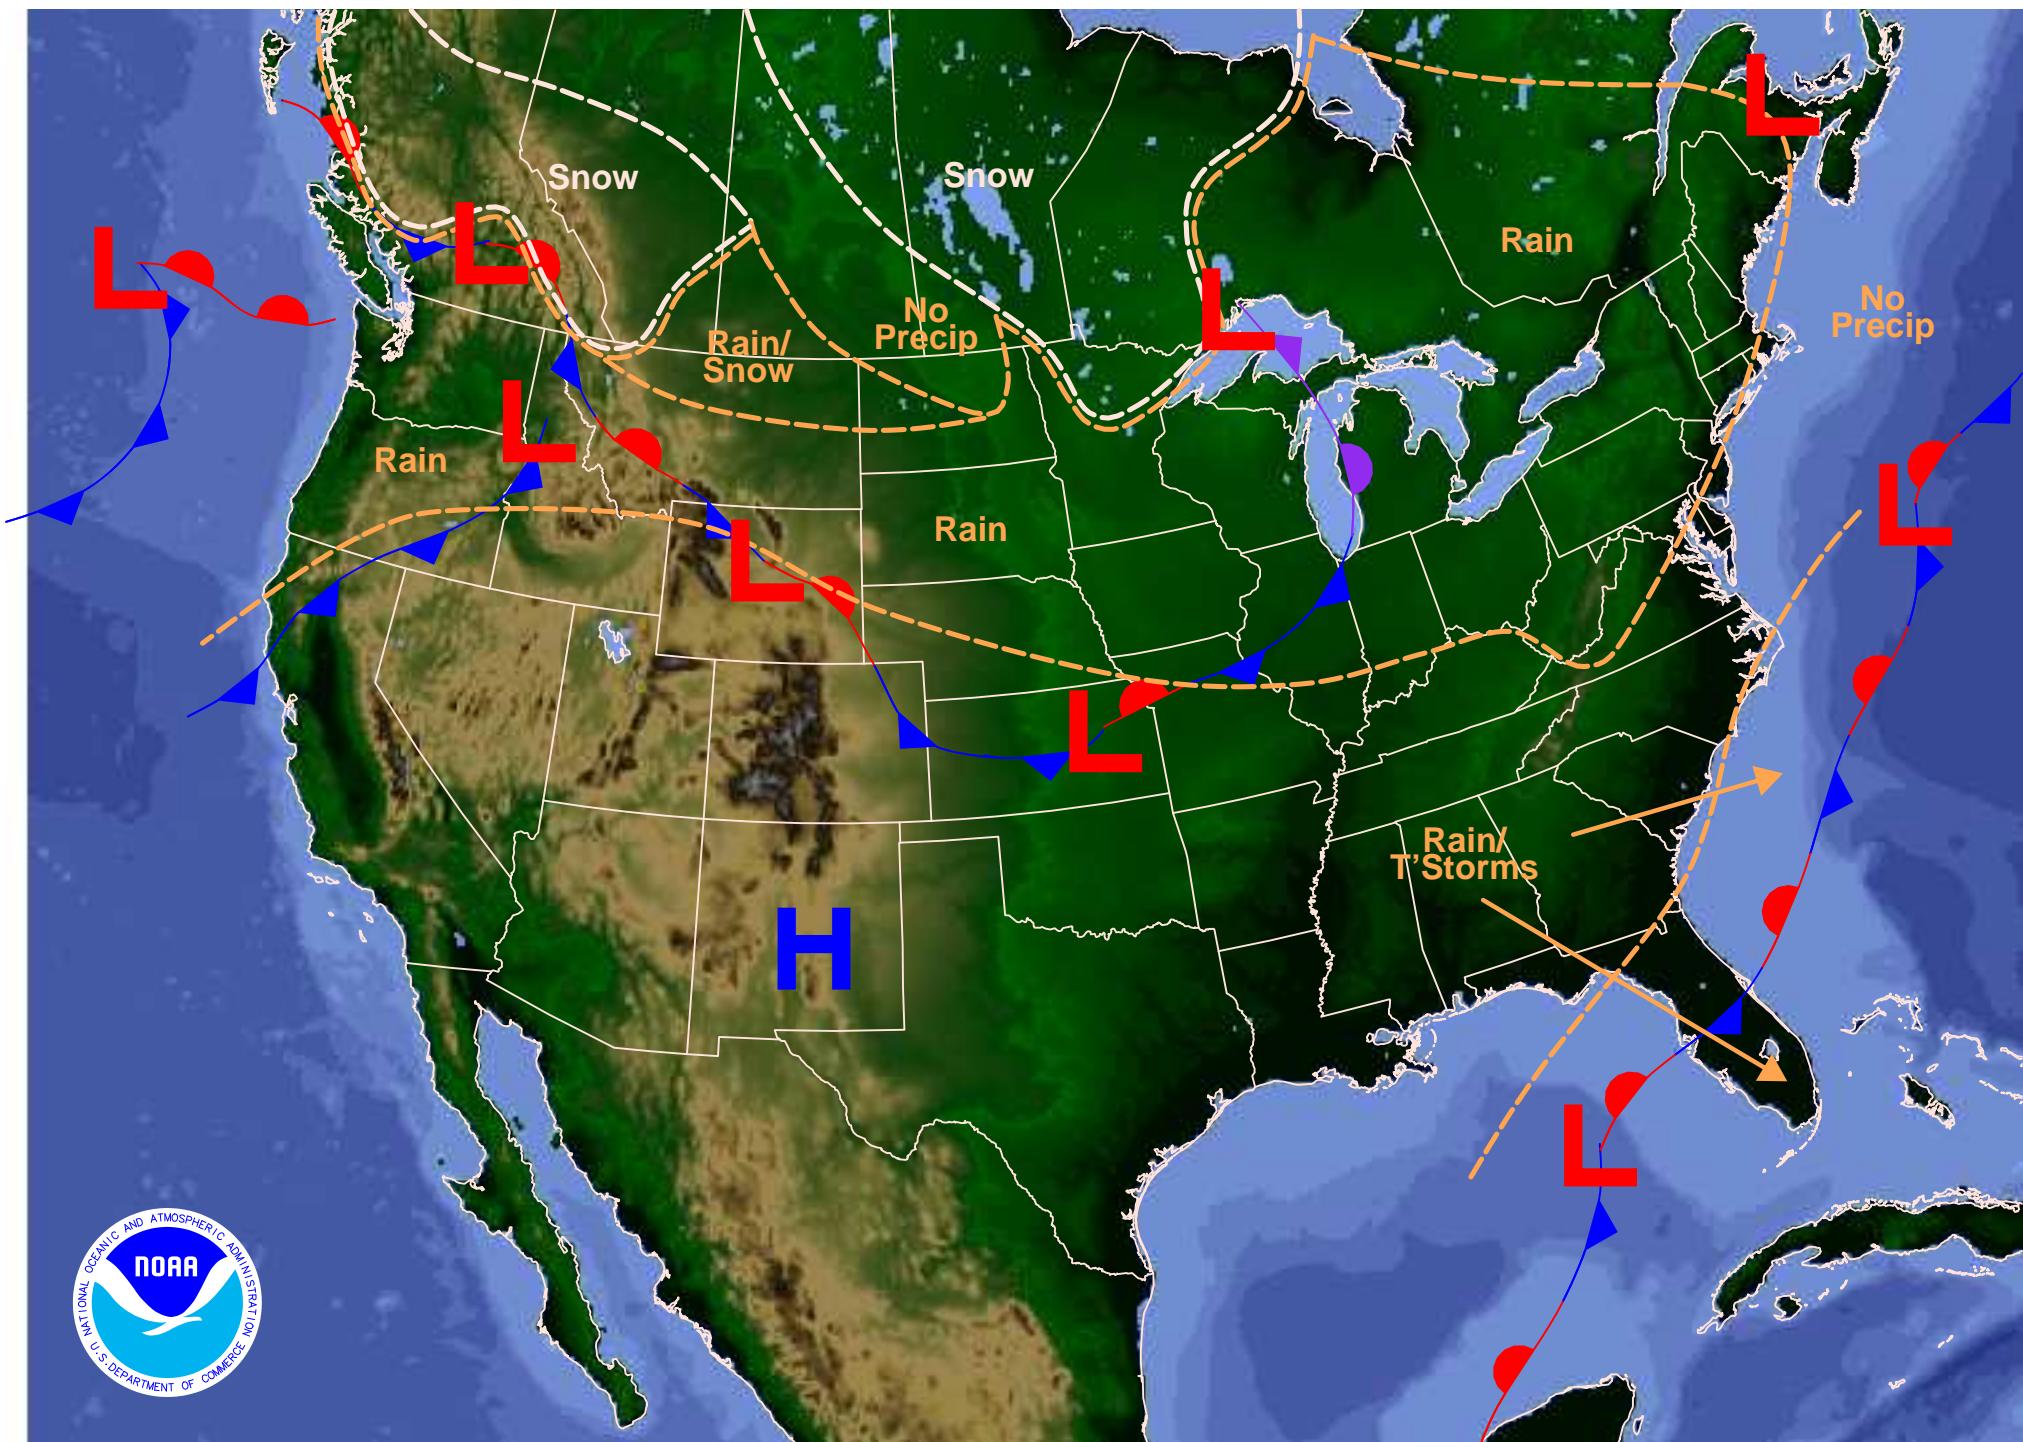 Snow
Snow
Rain
No
Precip
No
Precip
Rain/
Snow
Rain
Rain
Rain/
T'Storms
L
L
L
L
L
L
L
L
L
H
NATIONAL OCEANIC AND ATMOSPHERIC ADMINISTRATION
NOAA
U.S. DEPARTMENT OF COMMERCE